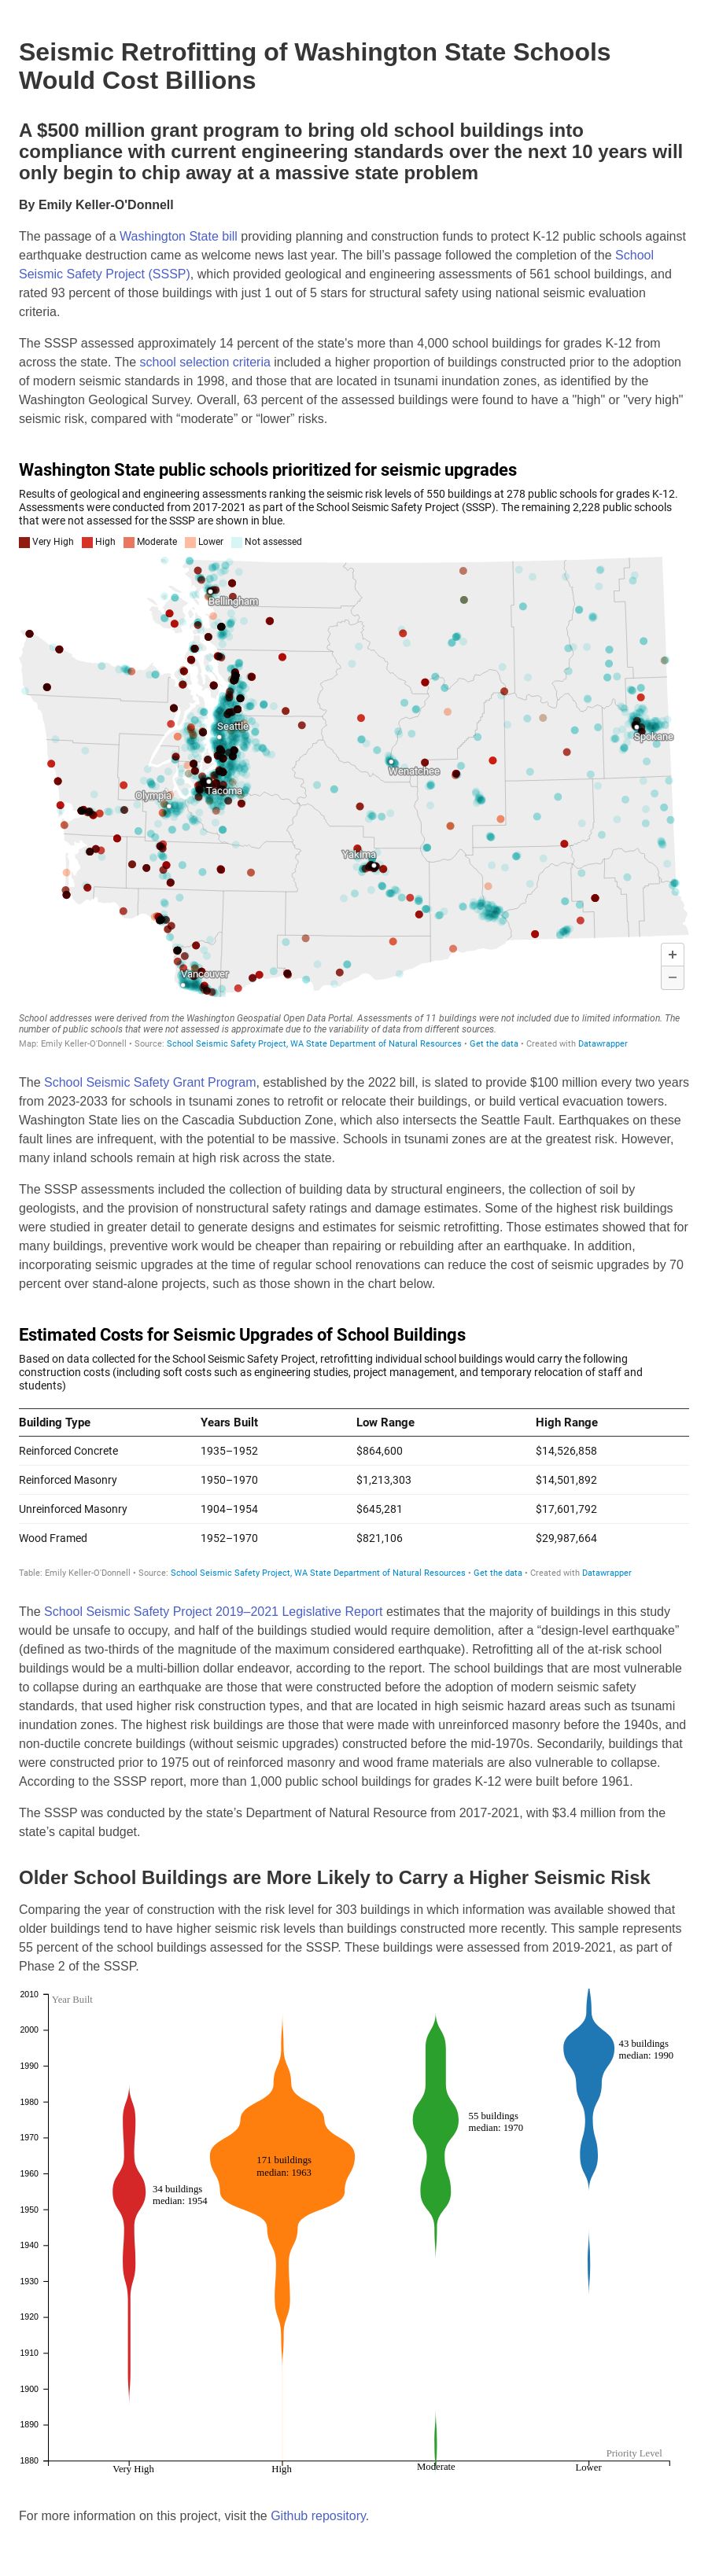 Seismic Retrofitting of Washington State Schools
Would Cost Billions
A $500 million grant program to bring old school buildings into
compliance with current engineering standards over the next 10 years will
only begin to chip away at a massive state problem
By Emily Keller-O'Donnell
The passage of a Washington State bill providing planning and construction funds to protect K-12 public schools against
earthquake destruction came as welcome news last year. The bill's passage followed the completion of the School
Seismic Safety Project (SSSP), which provided geological and engineering assessments of 561 school buildings, and
rated 93 percent of those buildings with just 1 out of 5 stars for structural safety using national seismic evaluation
criteria.
The SSSP assessed approximately 14 percent of the state's more than 4,000 school buildings for grades K-12 from
across the state. The school selection criteria included a higher proportion of buildings constructed prior to the adoption
of modern seismic standards in 1998, and those that are located in tsunami inundation zones, as identified by the
Washington Geological Survey. Overall, 63 percent of the assessed buildings were found to have a "high" or "very high"
seismic risk, compared with “moderate” or “lower” risks.
Washington State public schools prioritized for seismic upgrades
Results of geological and engineering assessments ranking the seismic risk levels of 550 buildings at 278 public schools for grades K-12.
Assessments were conducted from 2017-2021 as part of the School Seismic Safety Project (SSSP). The remaining 2,228 public schools
that were not assessed for the SSSP are shown in blue.
Very High High Moderate Lower Not assessed
Bellingham
Seattle
Spokane
Wenatchee
Olympia
Tacoma
Yakima
Vancouver
+
−
School addresses were derived from the Washington Geospatial Open Data Portal. Assessments of 11 buildings were not included due to limited information. The
number of public schools that were not assessed is approximate due to the variability of data from different sources.
Map: Emily Keller-O'Donnell • Source: School Seismic Safety Project, WA State Department of Natural Resources • Get the data • Created with Datawrapper
The School Seismic Safety Grant Program, established by the 2022 bill, is slated to provide $100 million every two years
from 2023-2033 for schools in tsunami zones to retrofit or relocate their buildings, or build vertical evacuation towers.
Washington State lies on the Cascadia Subduction Zone, which also intersects the Seattle Fault. Earthquakes on these
fault lines are infrequent, with the potential to be massive. Schools in tsunami zones are at the greatest risk. However,
many inland schools remain at high risk across the state.
The SSSP assessments included the collection of building data by structural engineers, the collection of soil by
geologists, and the provision of nonstructural safety ratings and damage estimates. Some of the highest risk buildings
were studied in greater detail to generate designs and estimates for seismic retrofitting. Those estimates showed that for
many buildings, preventive work would be cheaper than repairing or rebuilding after an earthquake. In addition,
incorporating seismic upgrades at the time of regular school renovations can reduce the cost of seismic upgrades by 70
percent over stand-alone projects, such as those shown in the chart below.
Estimated Costs for Seismic Upgrades of School Buildings
Based on data collected for the School Seismic Safety Project, retrofitting individual school buildings would carry the following
construction costs (including soft costs such as engineering studies, project management, and temporary relocation of staff and
students)
Building Type Years Built Low Range High Range
Reinforced Concrete 1935–1952 $864,600 $14,526,858
Reinforced Masonry 1950–1970 $1,213,303 $14,501,892
Unreinforced Masonry 1904–1954 $645,281 $17,601,792
Wood Framed 1952–1970 $821,106 $29,987,664
Table: Emily Keller-O'Donnell • Source: School Seismic Safety Project, WA State Department of Natural Resources • Get the data • Created with Datawrapper
The School Seismic Safety Project 2019–2021 Legislative Report estimates that the majority of buildings in this study
would be unsafe to occupy, and half of the buildings studied would require demolition, after a “design-level earthquake”
(defined as two-thirds of the magnitude of the maximum considered earthquake). Retrofitting all of the at-risk school
buildings would be a multi-billion dollar endeavor, according to the report. The school buildings that are most vulnerable
to collapse during an earthquake are those that were constructed before the adoption of modern seismic safety
standards, that used higher risk construction types, and that are located in high seismic hazard areas such as tsunami
inundation zones. The highest risk buildings are those that were made with unreinforced masonry before the 1940s, and
non-ductile concrete buildings (without seismic upgrades) constructed before the mid-1970s. Secondarily, buildings that
were constructed prior to 1975 out of reinforced masonry and wood frame materials are also vulnerable to collapse.
According to the SSSP report, more than 1,000 public school buildings for grades K-12 were built before 1961.
The SSSP was conducted by the state’s Department of Natural Resource from 2017-2021, with $3.4 million from the
state’s capital budget.
Older School Buildings are More Likely to Carry a Higher Seismic Risk
Comparing the year of construction with the risk level for 303 buildings in which information was available showed that
older buildings tend to have higher seismic risk levels than buildings constructed more recently. This sample represents
55 percent of the school buildings assessed for the SSSP. These buildings were assessed from 2019-2021, as part of
Phase 2 of the SSSP.
2010
Year Built
2000
1990
1980
1970
1960
1950
1940
1930
1920
1910
1900
1890
1880
34 buildings
median: 1954
171 buildings
median: 1963
55 buildings
median: 1970
43 buildings
median: 1990
Priority Level
Very High High Moderate Lower
For more information on this project, visit the Github repository.